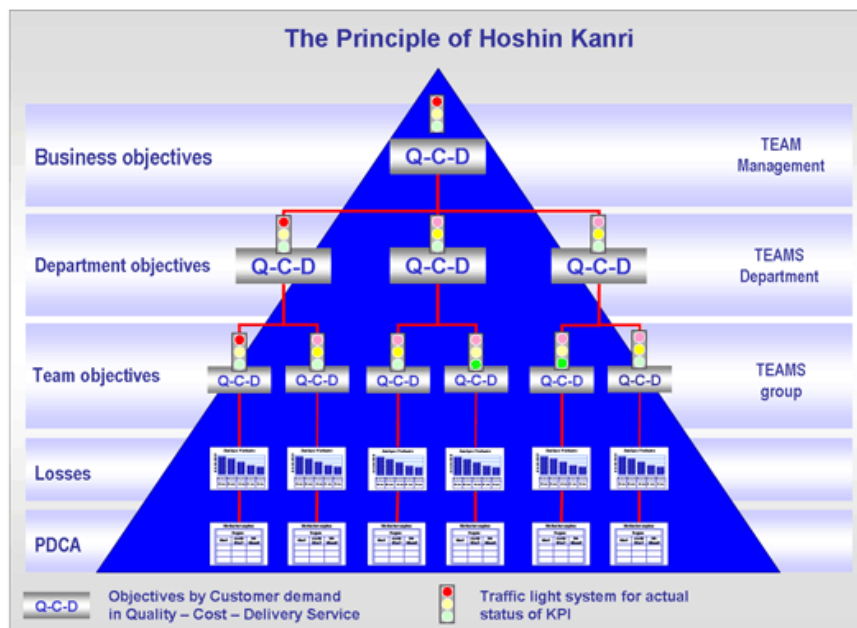 The Principle of Hoshin Kanri
Business objectives
Q-C-D
TEAM
Management
Department objectives
Q-C-D
Q-C-D
Q-C-D
TEAMS
Department
Team objectives
Q-C-D
Q-C-D
Q-C-D
Q-C-D
Q-C-D
Q-C-D
TEAMS
group
Losses
PDCA
Q-C-D
Objectives by Customer demand
in Quality – Cost – Delivery Service
Traffic light system for actual
status of KPI